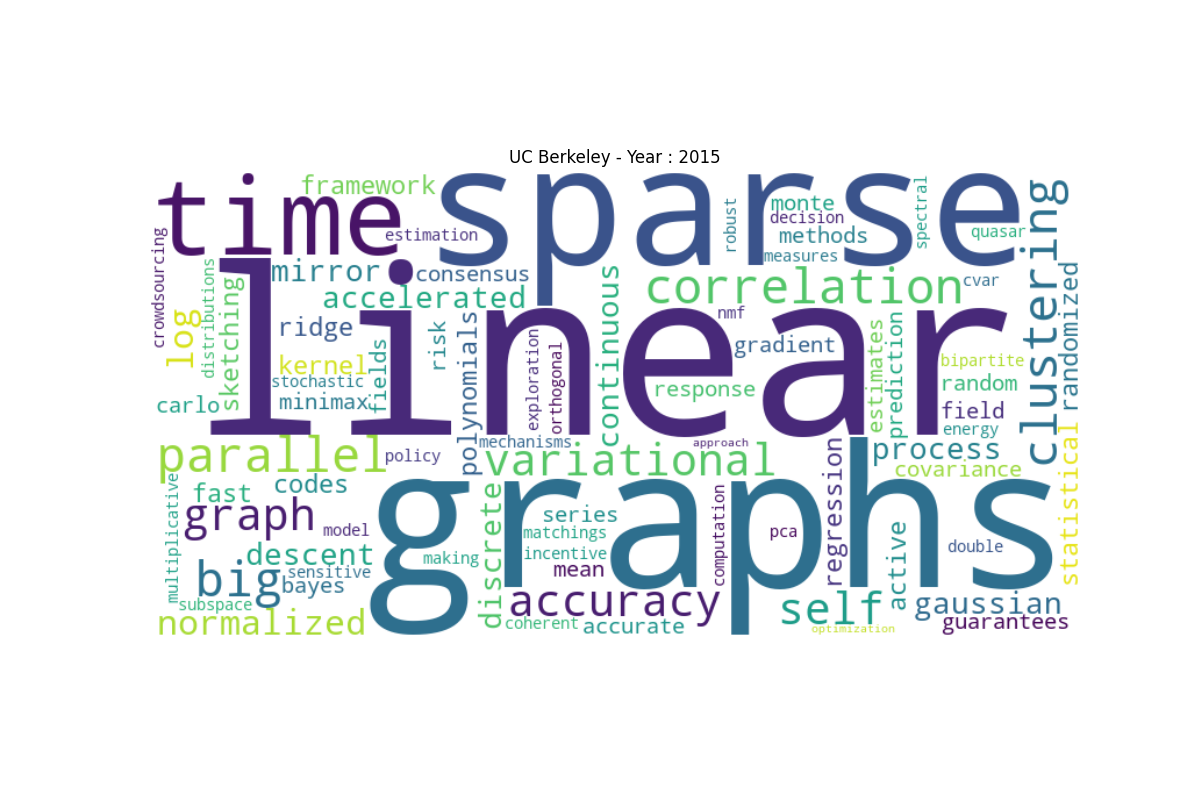 UC Berkeley - Year : 2015
time
framework
sparse
estimation
robust
monte
decision
methods
measures
spectral
quasar
clustering
crowdsourcing
distributions
log
sketching
mirror
consensus
accelerated
correlation
cvar
randomized
linear
ridge
kernel
stochastic
minimax
carlo
fields
risk
polynomials
exploration
orthogonal
continuous
nmf
gradient
response
estimates
prediction
bipartite
random
field
energy
parallel
policy
mechanisms
approach
variational
process
covariance
regression
statistical
multiplicative
fast
codes
graph
model
graphs
descent
big
sensitive
bayes
subspace
normalized
making
discrete
series
matchings
incentive
mean
computation
pca
accuracy
coherent
accurate
self
active
double
gaussian
guarantees
optimization